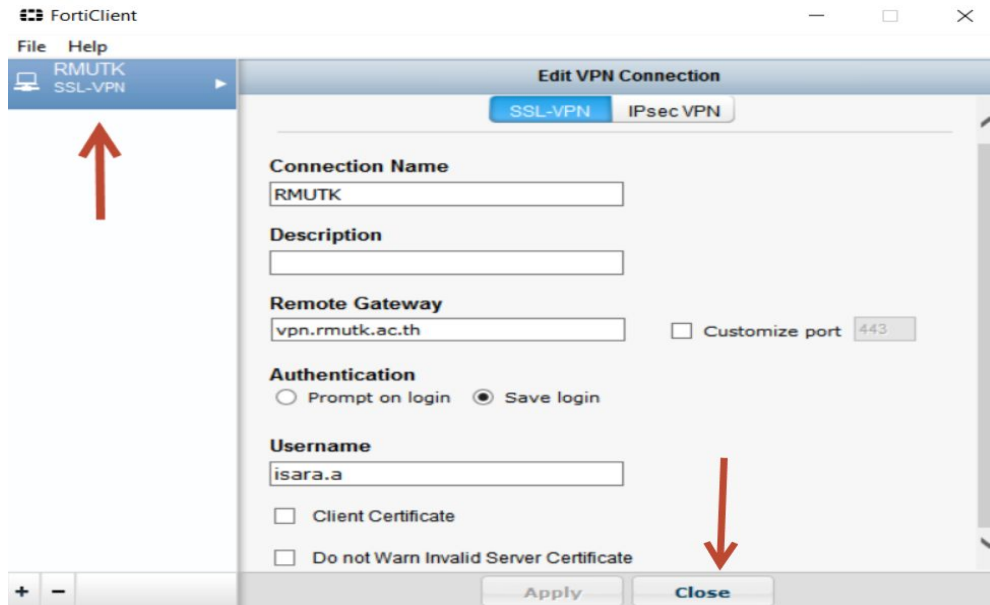 FortiClient
File Help
RMUTK
SSL-VPN
Edit VPN Connection
SSL-VPN IPsec VPN
Connection Name
RMUTK
Description
Remote Gateway
vpn.rmutk.ac.th Customize port 443
Authentication
Prompt on login Save login
Username
isara.a
Client Certificate
Do not Warn Invalid Server Certificate
+ − Apply Close